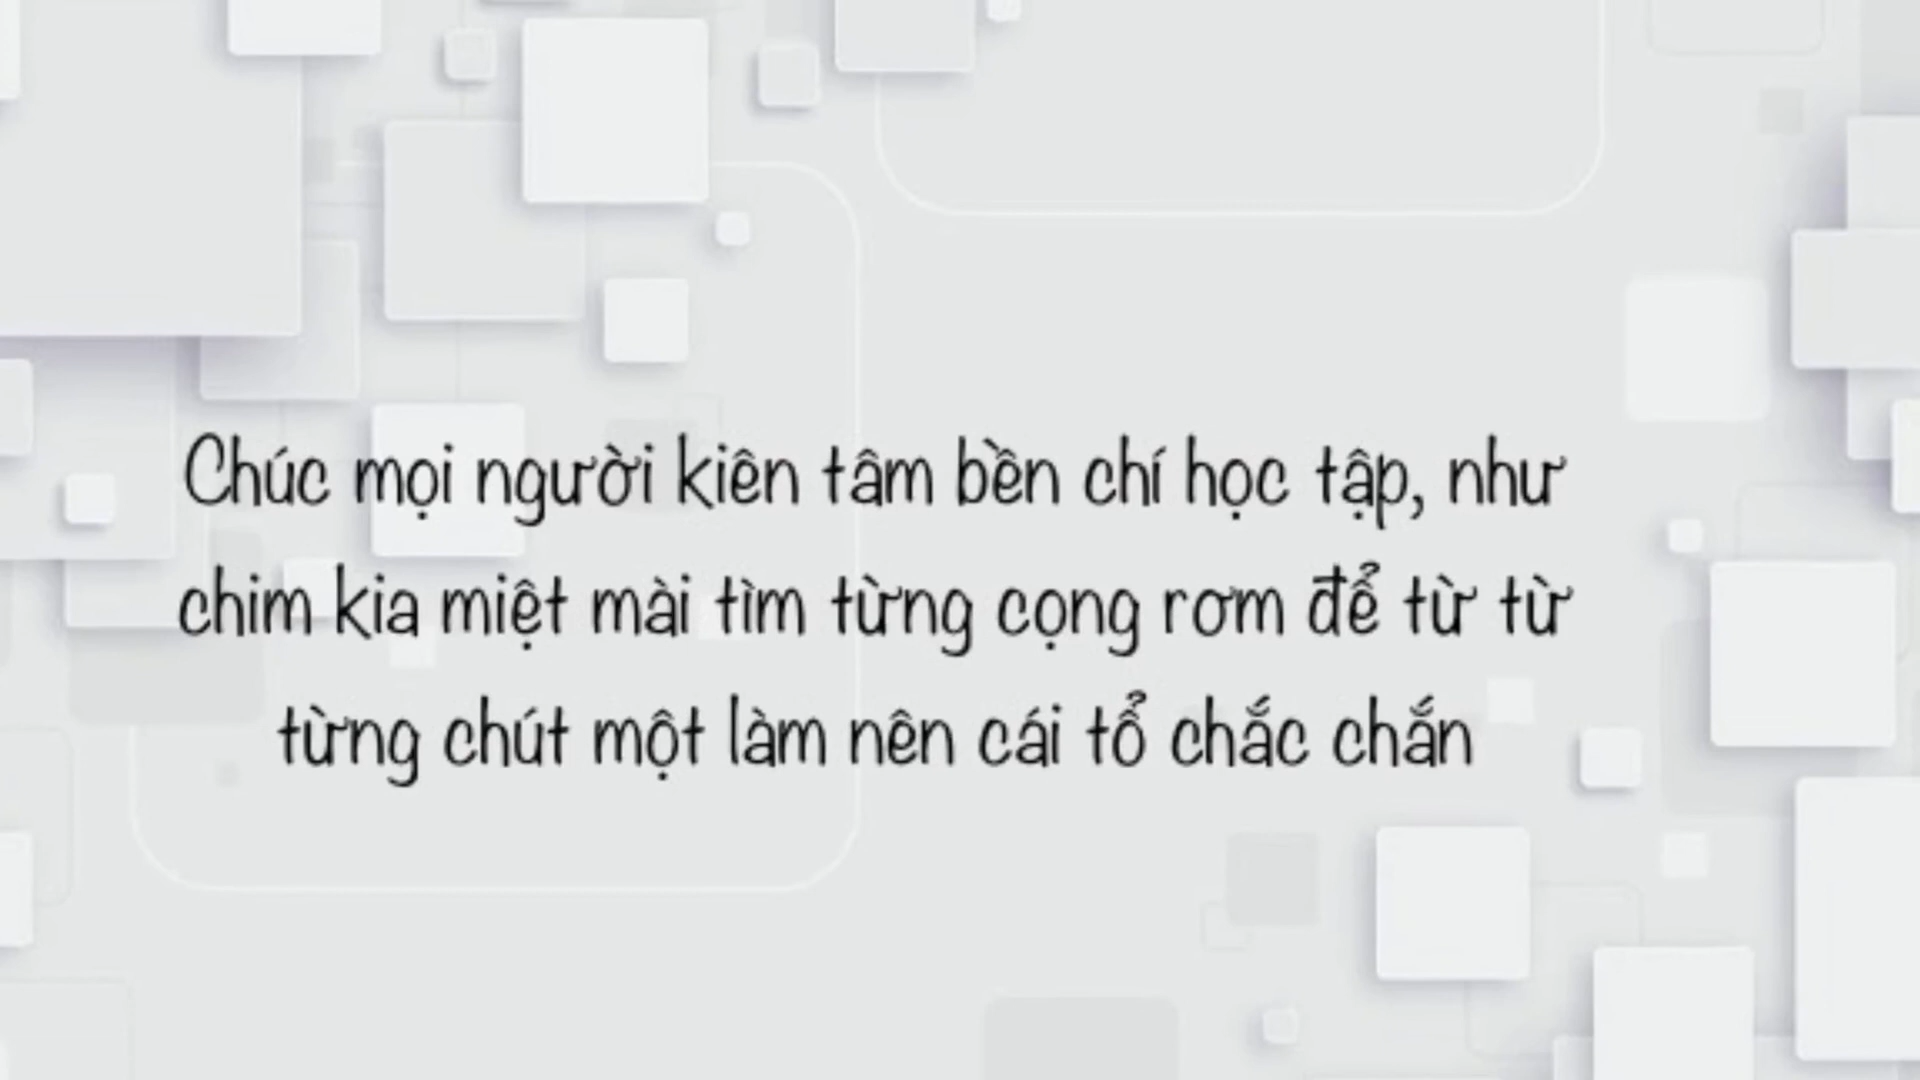 Chúc mọi người kiên tâm bền chí học tập, như
chim kia miệt mài tìm từng cọng rơm để từ từ
từng chút một làm nên cái tổ chắc chắn